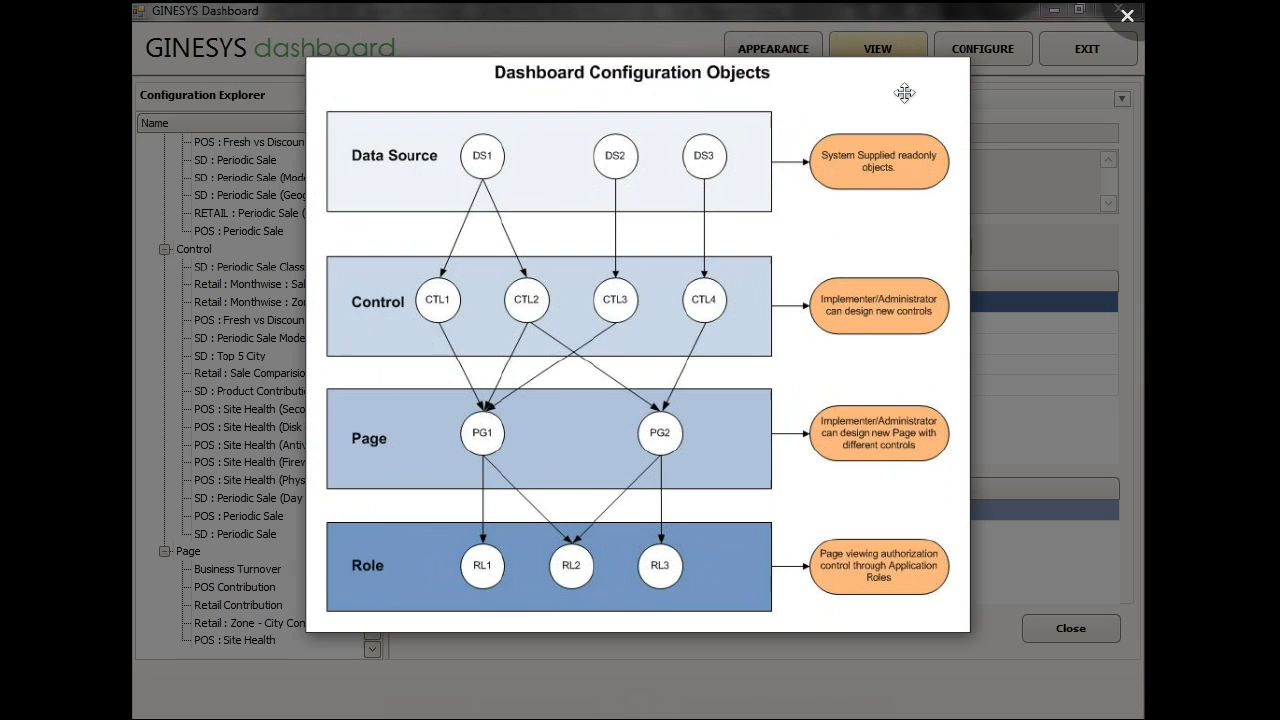 GINESYS Dashboard
GINESYS dashboard
APPEARANCE
VIEW
CONFIGURE
EXIT
Configuration Explorer
Name
POS : Fresh vs Discoun
SD : Periodic Sale
SD : Periodic Sale (Mode
SD : Periodic Sale (Geog
RETAIL : Periodic Sale (
POS : Periodic Sale
Control
SD : Periodic Sale Class
Retail : Monthwise : Sal
Retail : Monthwise : Zo
POS : Fresh vs Discoun
SD : Periodic Sale Mode
SD : Top 5 City
Retail : Sale Comparisio
SD : Product Contributi
POS : Site Health (Seco
POS : Site Health (Disk
POS : Site Health (Anti
POS : Site Health (Firew
POS : Site Health (Phys
SD : Periodic Sale (Day
POS : Periodic Sale
SD : Periodic Sale
Page
Business Turnover
POS Contribution
Retail Contribution
Retail : Zone - City Con
POS : Site Health
Dashboard Configuration Objects
Data Source
DS1
DS2
DS3
System Supplied readonly
objects.
Control
CTL1
CTL2
CTL3
CTL4
Implementer/Administrator
can design new controls
Page
PG1
PG2
Implementer/Administrator
can design new Page with
different controls
Role
RL1
RL2
RL3
Page viewing authorization
control through Application
Roles
Close